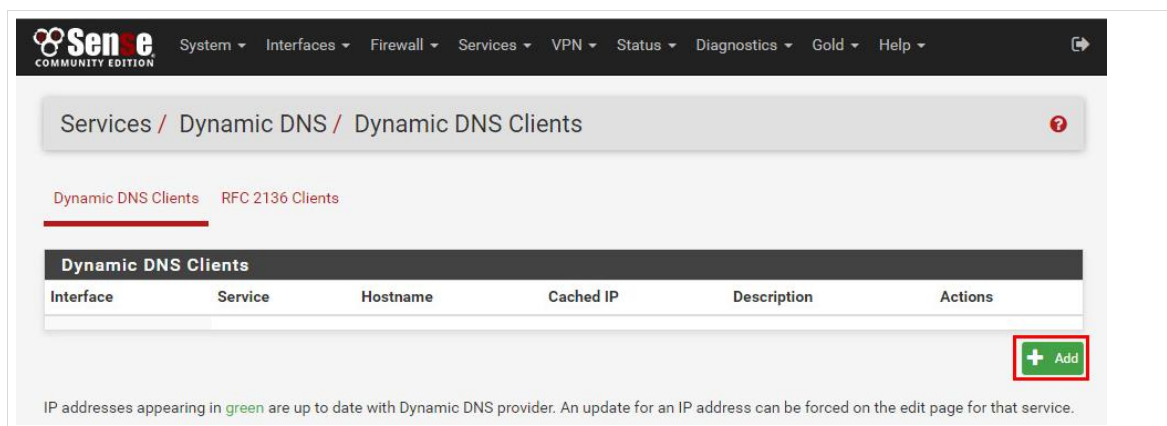 Sense
COMMUNITY EDITION
System Interfaces Firewall Services VPN Status Diagnostics Gold Help
Services / Dynamic DNS / Dynamic DNS Clients
Dynamic DNS Clients RFC 2136 Clients
Dynamic DNS Clients
Interface Service Hostname Cached IP Description Actions
+ Add
IP addresses appearing in green are up to date with Dynamic DNS provider. An update for an IP address can be forced on the edit page for that service.